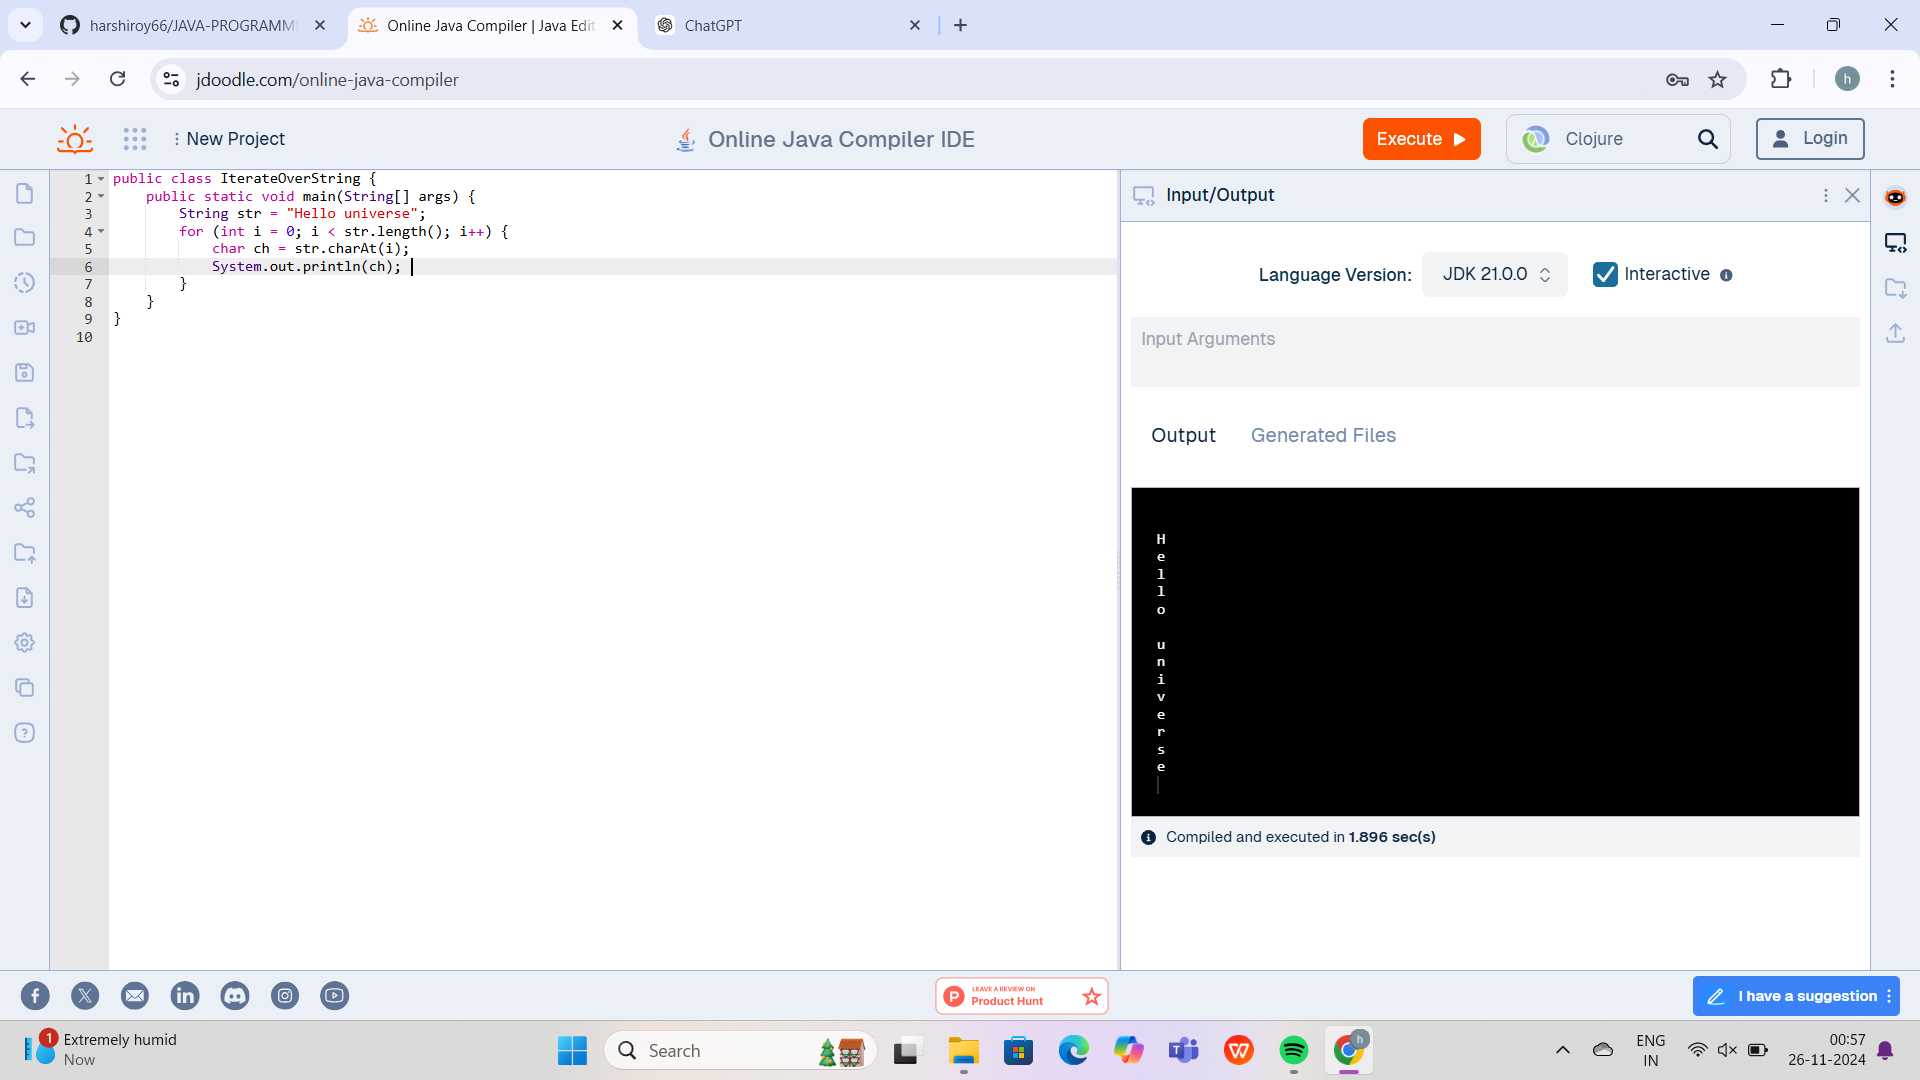 harshiroy66/JAVA-PROGRAMMI
Online Java Compiler | Java Edit
ChatGPT
jdoodle.com/online-java-compiler
h
New Project
Online Java Compiler IDE
Execute
Clojure
Login
1 public class IterateOverString {
2 public static void main(String[] args) {
3 String str = "Hello universe";
4 for (int i = 0; i < str.length(); i++) {
5 char ch = str.charAt(i);
6 System.out.println(ch);
7 }
8 }
9 }
10
Input/Output
Language Version:
JDK 21.0.0
Interactive
Input Arguments
Output
Generated Files
H
e
l
l
o
u
n
i
v
e
r
s
e
Compiled and executed in 1.896 sec(s)
LEAVE A REVIEW ON
Product Hunt
I have a suggestion
1
Extremely humid
Now
Search
h
ENG
IN
00:57
26-11-2024